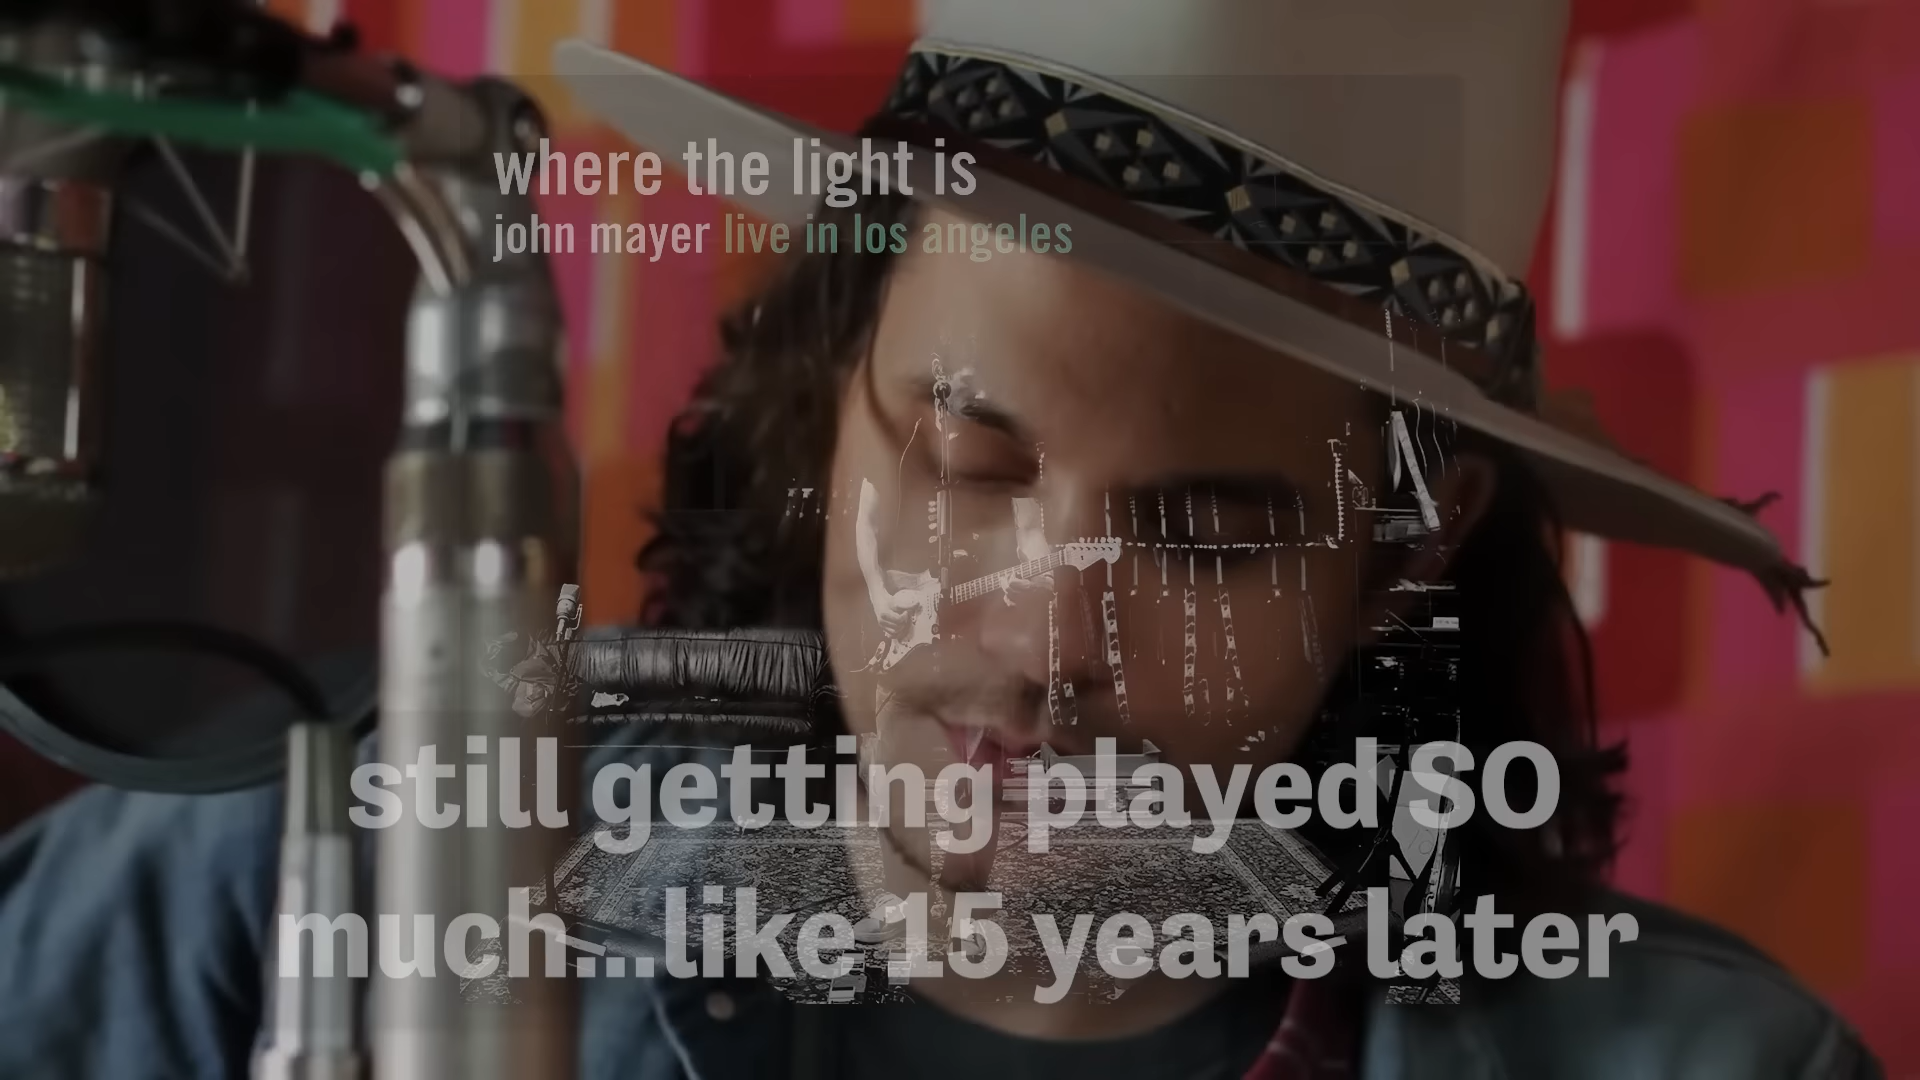 where the light is
john mayer live in los angeles
still getting played SO
much...like 15 years later